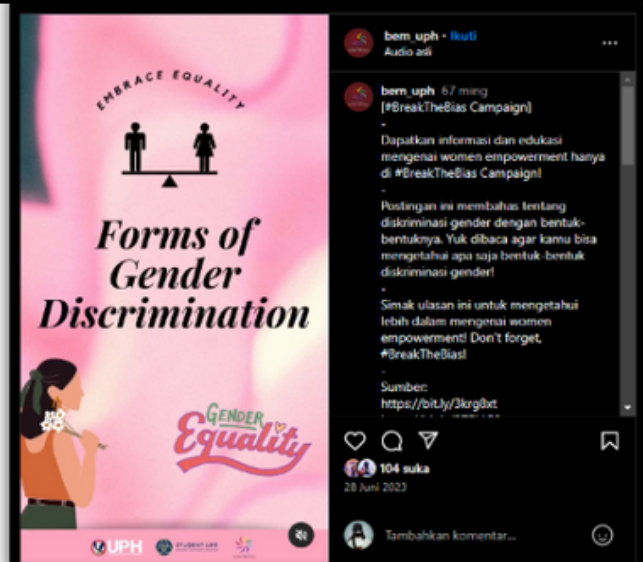 EMBRACE EQUALITY
Forms of
Gender
Discrimination
GENDER
Equality
UPH
STUDENT LIFE
bem_uph - Ikuti
Audio asli
bem_uph 67 ming
[#BreakTheBias Campaign]
-
Dapatkan informasi dan edukasi
mengenai women empowerment hanya
di #BreakTheBias Campaign!
-
Postingan ini membahas tentang
diskriminasi gender dengan bentuk-
bentuknya. Yuk dibaca agar kamu bisa
mengetahui apa saja bentuk-bentuk
diskriminasi gender!
-
Simak ulasan ini untuk mengetahui
lebih dalam mengenai women
empowerment! Don't forget,
#BreakTheBias!
-
Sumber:
https://bit.ly/3krg8xt
104 suka
28 Juni 2023
Tambahkan komentar...